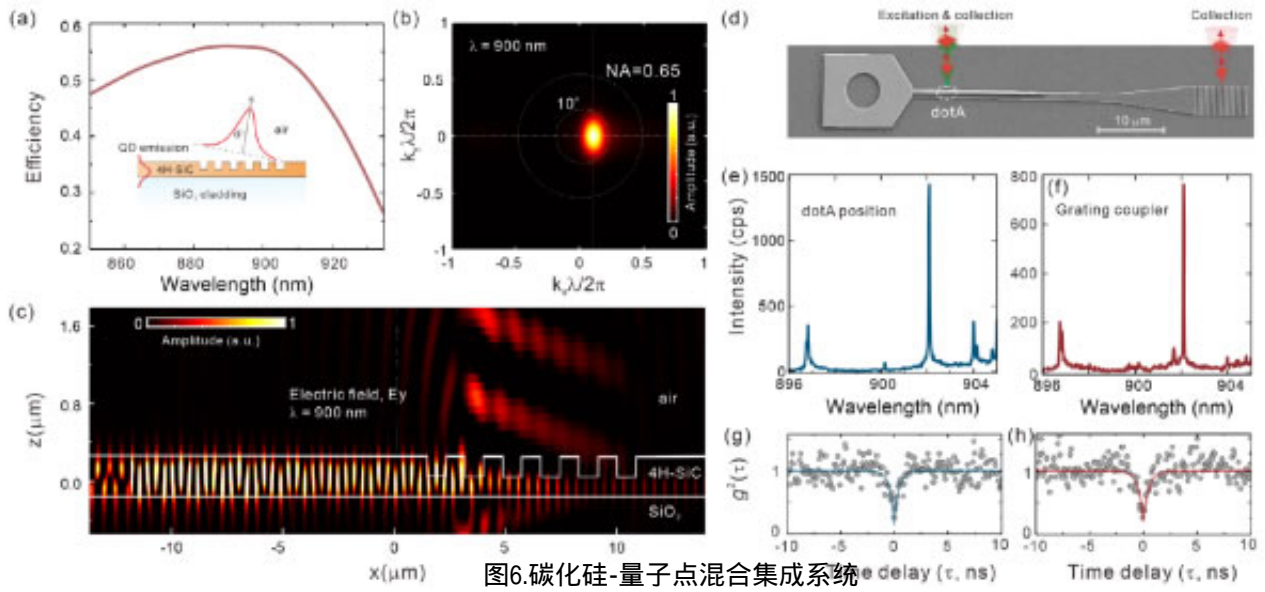 (a)
0.6
0.5
0.4
0.3
0.2
Efficiency
860
880
900
920
Wavelength (nm)
QD emission
air
θ
4H-SiC
SiO₂ cladding
(b)
λ = 900 nm
NA=0.65
10°
1
0
Amplitude (a.u.)
1
0.5
0
-0.5
-1
-1
-0.5
0
0.5
1
(c)
0
1
Amplitude (a.u.)
Electric field, Ey
λ = 900 nm
air
4H-SiC
SiO₂
1.6
0.8
0.0
z(μm)
-10
-5
0
5
10
x(μm)
(d)
Excitation & collection
Collection
dotA
10 μm
(e)
1500
1000
500
0
Intensity (cps)
dotA position
896
900
904
Wavelength (nm)
(f)
800
600
400
200
0
Grating coupler
896
900
904
Wavelength (nm)
(g)
1
0
g²(τ)
-10
-5
0
5
10
Time delay (τ, ns)
(h)
1
0
-10
-5
0
5
10
Time delay (τ, ns)
图6.碳化硅-量子点混合集成系统